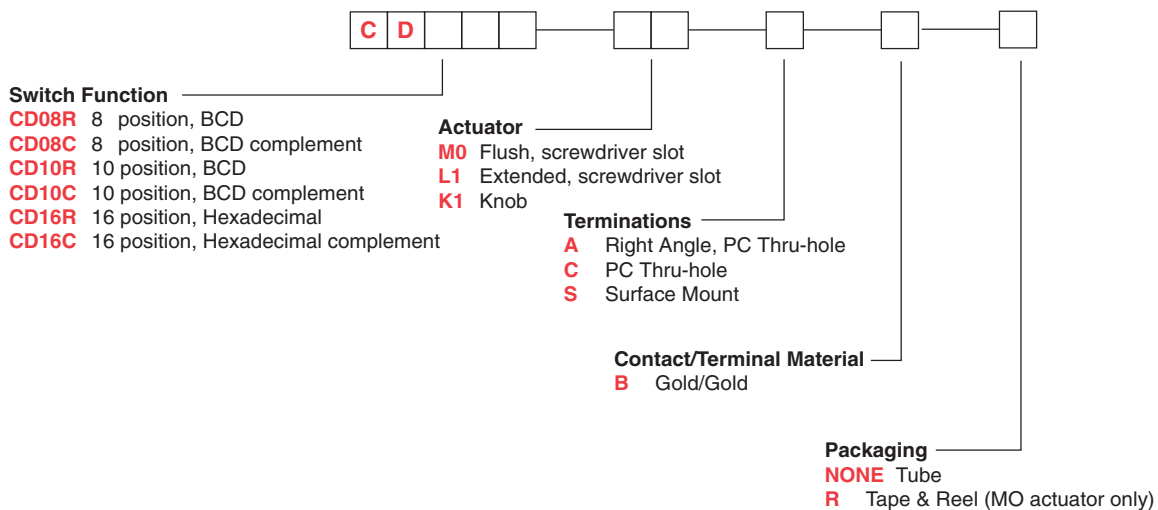 C D
Switch Function
CD08R 8 position, BCD
CD08C 8 position, BCD complement
CD10R 10 position, BCD
CD10C 10 position, BCD complement
CD16R 16 position, Hexadecimal
CD16C 16 position, Hexadecimal complement
Actuator
M0 Flush, screwdriver slot
L1 Extended, screwdriver slot
K1 Knob
Terminations
A Right Angle, PC Thru-hole
C PC Thru-hole
S Surface Mount
Contact/Terminal Material
B Gold/Gold
Packaging
NONE Tube
R Tape & Reel (MO actuator only)